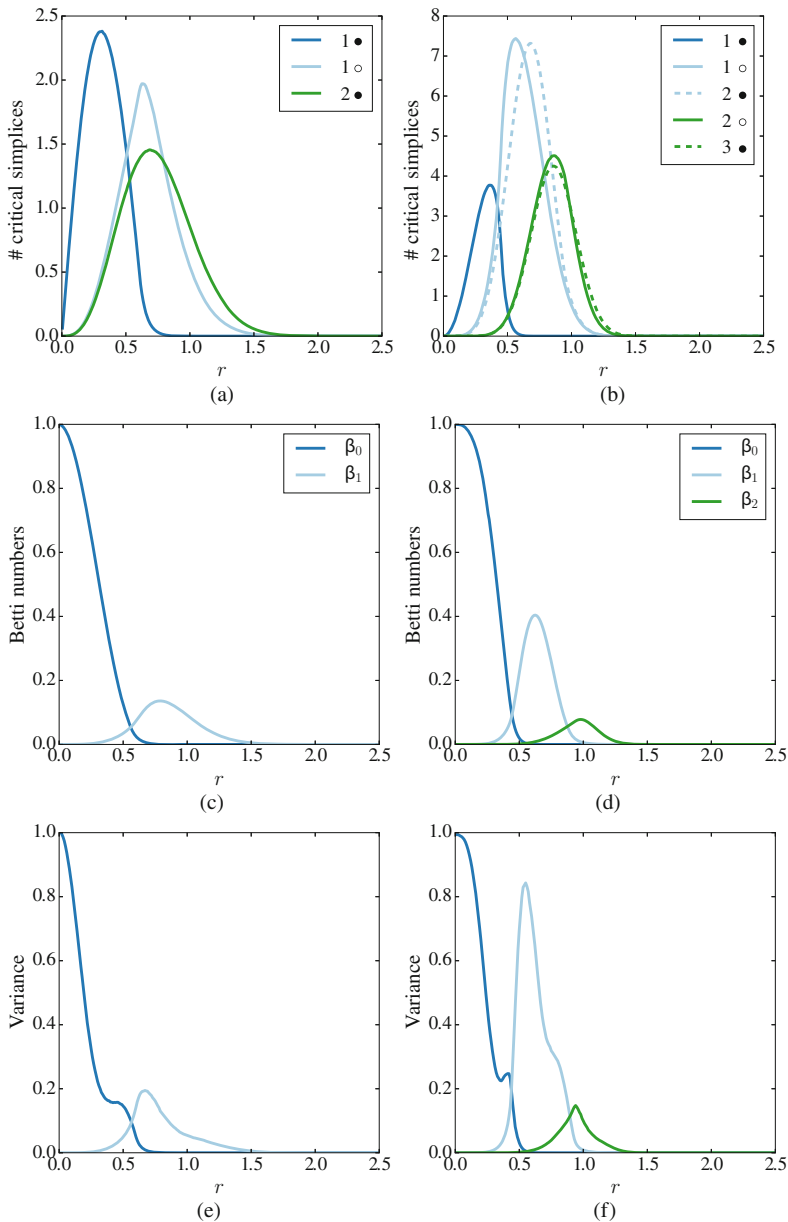 2.5
2.0
1.5
1.0
0.5
0.0
# critical simplices
1 ●
1 ○
2 ●
0.0 0.5 1.0 1.5 2.0 2.5
r
(a)
8
7
6
5
4
3
2
1
0
# critical simplices
1 ●
1 ○
2 ●
2 ○
3 ●
0.0 0.5 1.0 1.5 2.0 2.5
r
(b)
1.0
0.8
0.6
0.4
0.2
0.0
Betti numbers
β₀
β₁
0.0 0.5 1.0 1.5 2.0 2.5
r
(c)
1.0
0.8
0.6
0.4
0.2
0.0
Betti numbers
β₀
β₁
β₂
0.0 0.5 1.0 1.5 2.0 2.5
r
(d)
1.0
0.8
0.6
0.4
0.2
0.0
Variance
0.0 0.5 1.0 1.5 2.0 2.5
r
(e)
1.0
0.8
0.6
0.4
0.2
0.0
Variance
0.0 0.5 1.0 1.5 2.0 2.5
r
(f)